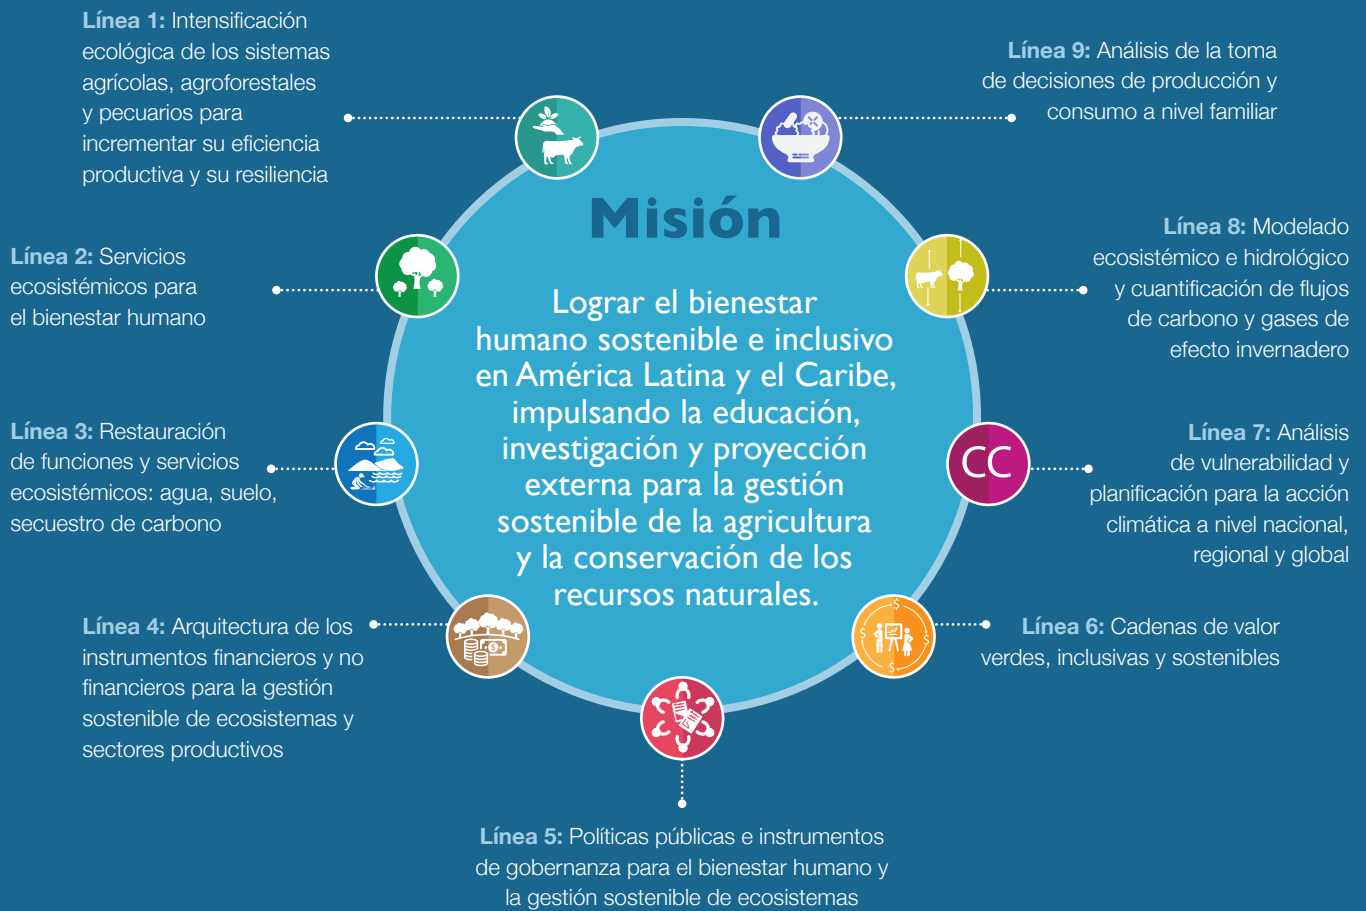 Línea 1: Intensificación
ecológica de los sistemas
agrícolas, agroforestales
y pecuarios para
incrementar su eficiencia
productiva y su resiliencia
Línea 2: Servicios
ecosistémicos para
el bienestar humano
Línea 3: Restauración
de funciones y servicios
ecosistémicos: agua, suelo,
secuestro de carbono
Línea 4: Arquitectura de los
instrumentos financieros y no
financieros para la gestión
sostenible de ecosistemas y
sectores productivos
Línea 5: Políticas públicas e instrumentos
de gobernanza para el bienestar humano y
la gestión sostenible de ecosistemas
Línea 6: Cadenas de valor
verdes, inclusivas y sostenibles
Línea 7: Análisis
de vulnerabilidad y
planificación para la acción
climática a nivel nacional,
regional y global
CC
Línea 8: Modelado
ecosistémico e hidrológico
y cuantificación de flujos
de carbono y gases de
efecto invernadero
Línea 9: Análisis de la toma
de decisiones de producción y
consumo a nivel familiar
Misión
Lograr el bienestar
humano sostenible e inclusivo
en América Latina y el Caribe,
impulsando la educación,
investigación y proyección
externa para la gestión
sostenible de la agricultura
y la conservación de los
recursos naturales.